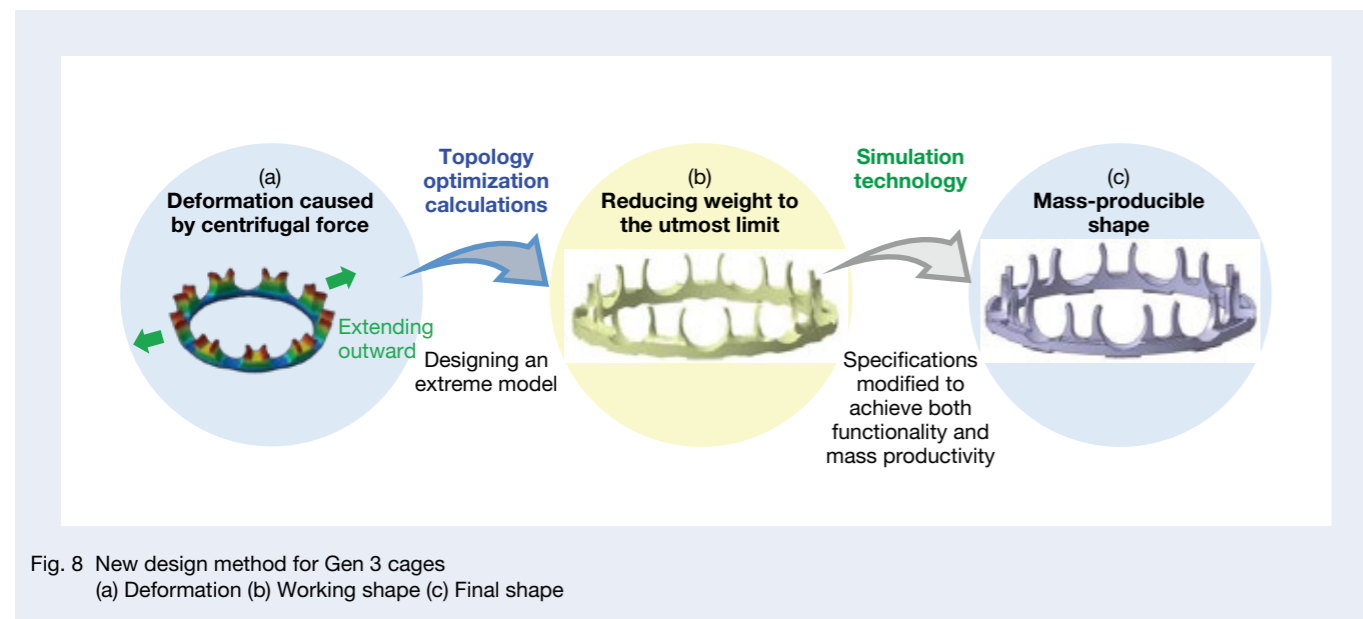 (a)
Deformation caused
by centrifugal force
Extending
outward
Topology
optimization
calculations
Designing an
extreme model
(b)
Reducing weight to
the utmost limit
Simulation
technology
Specifications
modified to
achieve both
functionality and
mass productivity
(c)
Mass-producible
shape
Fig. 8 New design method for Gen 3 cages
(a) Deformation (b) Working shape (c) Final shape